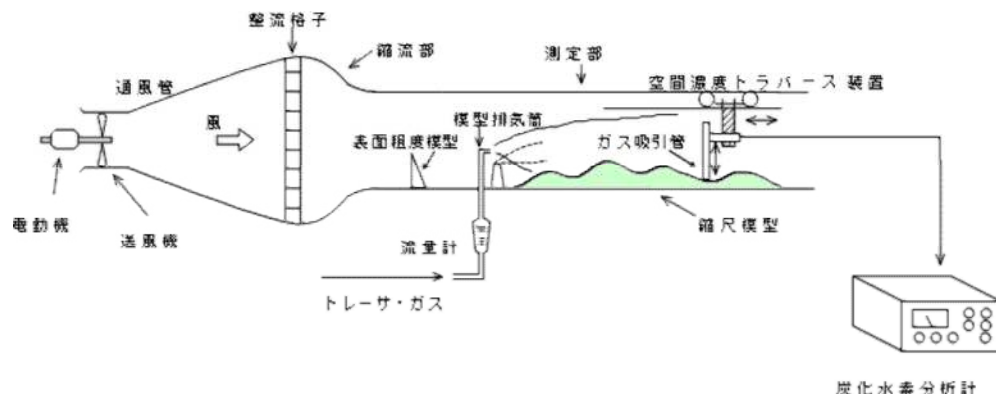 整流格子
縮流部
測定部
通風管
空間濃度トラバース装置
模型排気筒
風
表面粗度模型
ガス吸引管
電動機
送風機
縮尺模型
流量計
トレーサ・ガス
炭化水素分析計